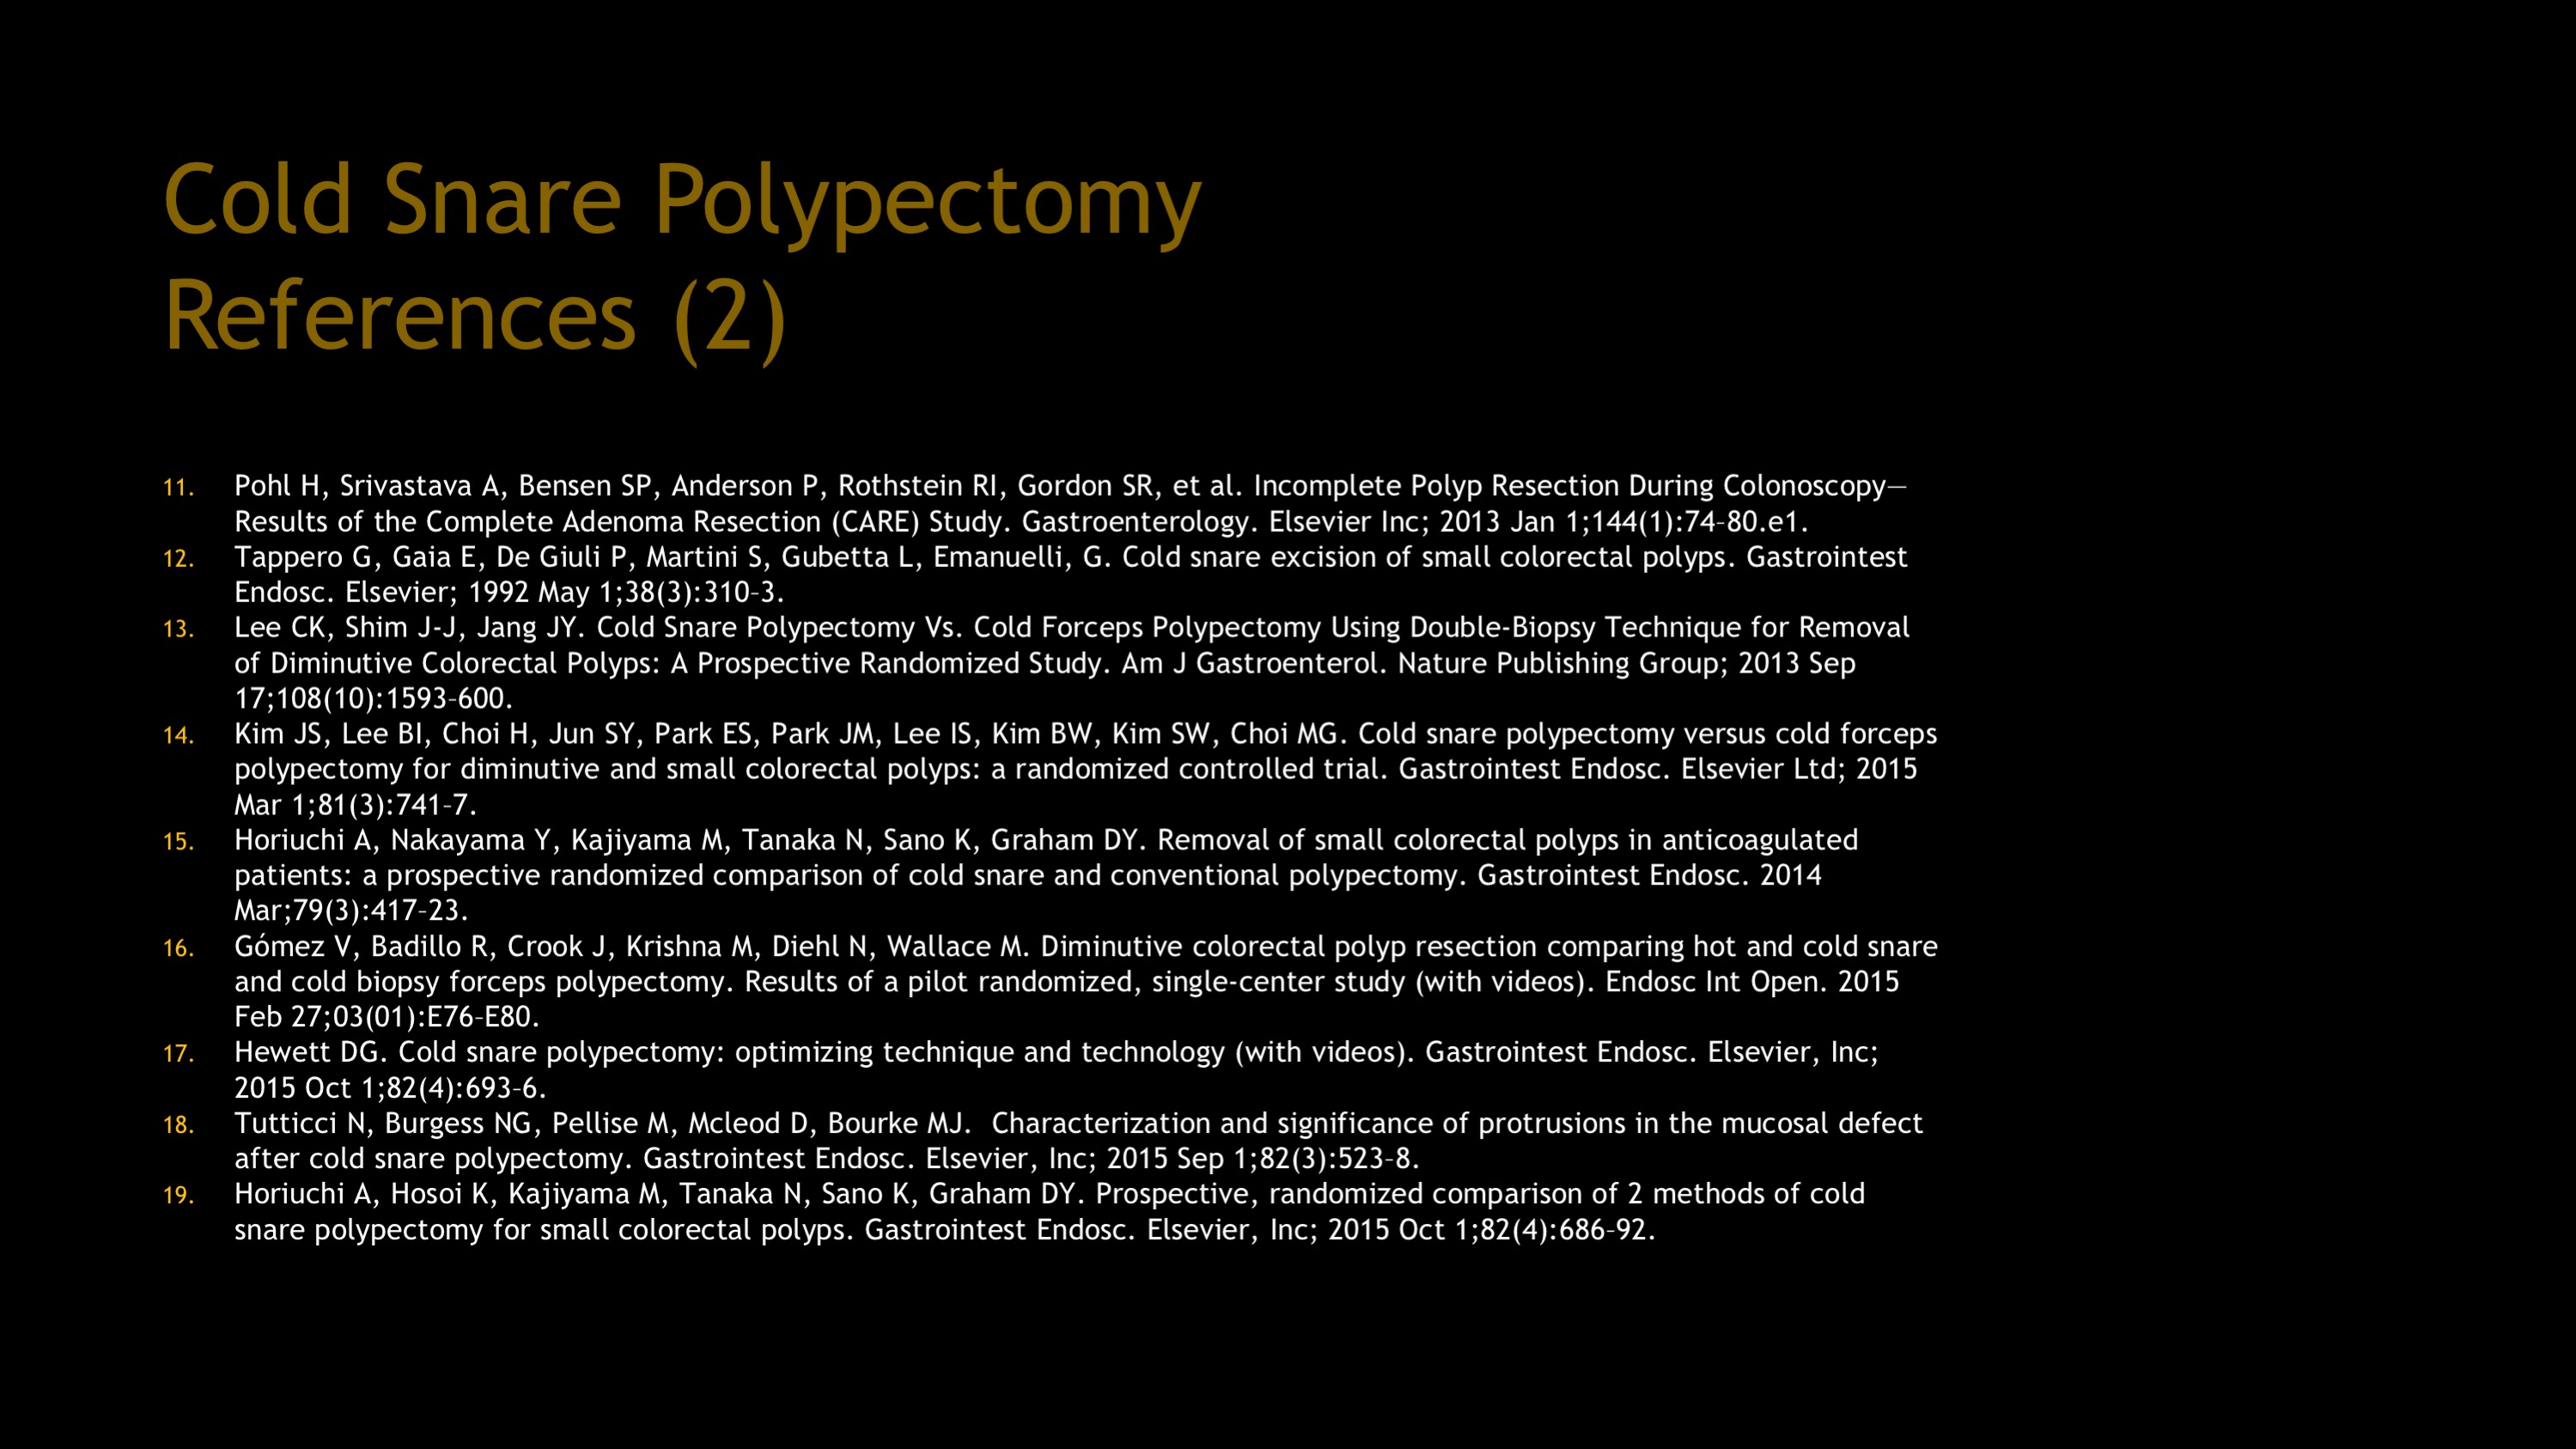 Cold Snare Polypectomy
References (2)
11. Pohl H, Srivastava A, Bensen SP, Anderson P, Rothstein RI, Gordon SR, et al. Incomplete Polyp Resection During Colonoscopy—
Results of the Complete Adenoma Resection (CARE) Study. Gastroenterology. Elsevier Inc; 2013 Jan 1;144(1):74–80.e1.
12. Tappero G, Gaia E, De Giuli P, Martini S, Gubetta L, Emanuelli, G. Cold snare excision of small colorectal polyps. Gastrointest
Endosc. Elsevier; 1992 May 1;38(3):310–3.
13. Lee CK, Shim J-J, Jang JY. Cold Snare Polypectomy Vs. Cold Forceps Polypectomy Using Double-Biopsy Technique for Removal
of Diminutive Colorectal Polyps: A Prospective Randomized Study. Am J Gastroenterol. Nature Publishing Group; 2013 Sep
17;108(10):1593–600.
14. Kim JS, Lee BI, Choi H, Jun SY, Park ES, Park JM, Lee IS, Kim BW, Kim SW, Choi MG. Cold snare polypectomy versus cold forceps
polypectomy for diminutive and small colorectal polyps: a randomized controlled trial. Gastrointest Endosc. Elsevier Ltd; 2015
Mar 1;81(3):741–7.
15. Horiuchi A, Nakayama Y, Kajiyama M, Tanaka N, Sano K, Graham DY. Removal of small colorectal polyps in anticoagulated
patients: a prospective randomized comparison of cold snare and conventional polypectomy. Gastrointest Endosc. 2014
Mar;79(3):417–23.
16. Gómez V, Badillo R, Crook J, Krishna M, Diehl N, Wallace M. Diminutive colorectal polyp resection comparing hot and cold snare
and cold biopsy forceps polypectomy. Results of a pilot randomized, single-center study (with videos). Endosc Int Open. 2015
Feb 27;03(01):E76–E80.
17. Hewett DG. Cold snare polypectomy: optimizing technique and technology (with videos). Gastrointest Endosc. Elsevier, Inc;
2015 Oct 1;82(4):693–6.
18. Tutticci N, Burgess NG, Pellise M, Mcleod D, Bourke MJ.  Characterization and significance of protrusions in the mucosal defect
after cold snare polypectomy. Gastrointest Endosc. Elsevier, Inc; 2015 Sep 1;82(3):523–8.
19. Horiuchi A, Hosoi K, Kajiyama M, Tanaka N, Sano K, Graham DY. Prospective, randomized comparison of 2 methods of cold
snare polypectomy for small colorectal polyps. Gastrointest Endosc. Elsevier, Inc; 2015 Oct 1;82(4):686–92.